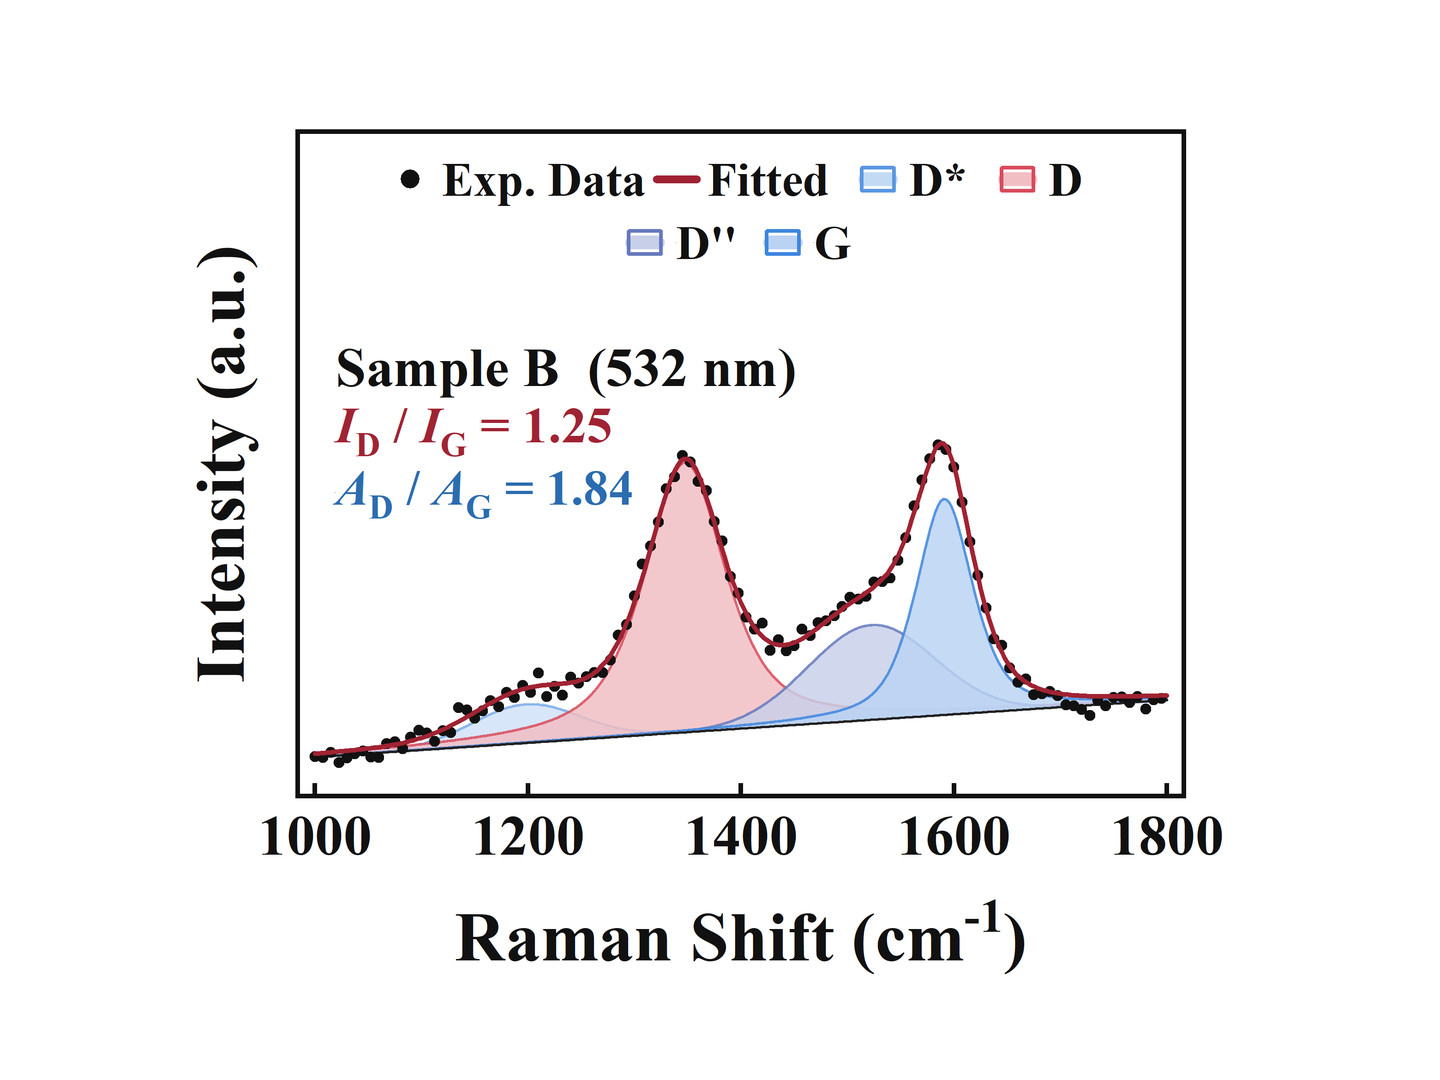 Exp. Data Fitted D* D
D'' G
Sample B (532 nm)
I_D / I_G = 1.25
A_D / A_G = 1.84
Intensity (a.u.)
1000 1200 1400 1600 1800
Raman Shift (cm⁻¹)